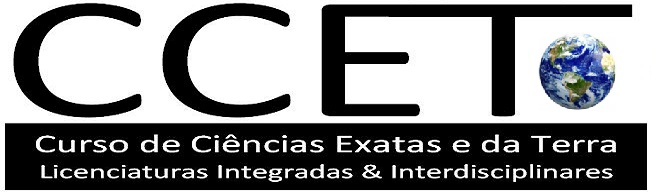 CCET
Curso de Ciências Exatas e da Terra
Licenciaturas Integradas & Interdisciplinares